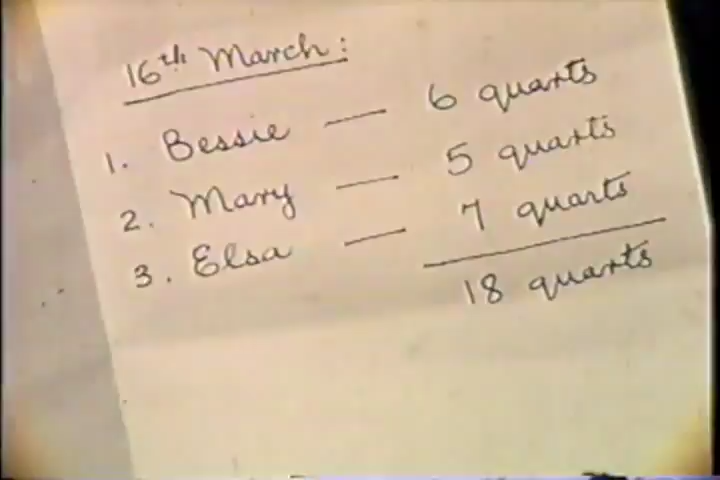 16th March:
1. Bessie — 6 quarts
2. Mary — 5 quarts
3. Elsa — 7 quarts
18 quarts